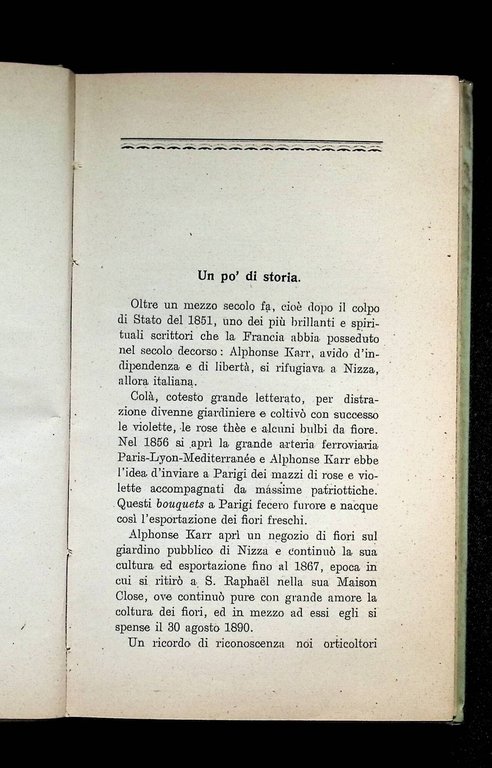 Un po' di storia.
Oltre un mezzo secolo fa, cioè dopo il colpo
di Stato del 1851, uno dei più brillanti e spiri-
tuali scrittori che la Francia abbia posseduto
nel secolo decorso : Alphonse Karr, avido d'in-
dipendenza e di libertà, si rifugiava a Nizza,
allora italiana.
Colà, cotesto grande letterato, per distra-
zione divenne giardiniere e coltivò con successo
le violette, le rose thèe e alcuni bulbi da fiore.
Nel 1856 si aprì la grande arteria ferroviaria
Paris-Lyon-Mediterranée e Alphonse Karr ebbe
l'idea d'inviare a Parigi dei mazzi di rose e vio-
lette accompagnati da màssime patriottiche.
Questi bouquets a Parigi fecero furore e nacque
così l'esportazione dei fiori freschi.
Alphonse Karr aprì un negozio di fiori sul
giardino pubblico di Nizza e continuò la sua
cultura ed esportazione fino al 1867, epoca in
cui si ritirò a S. Raphaël nella sua Maison
Close, ove continuò pure con grande amore la
coltura dei fiori, ed in mezzo ad essi egli si
spense il 30 agosto 1890.
Un ricordo di riconoscenza noi orticoltori